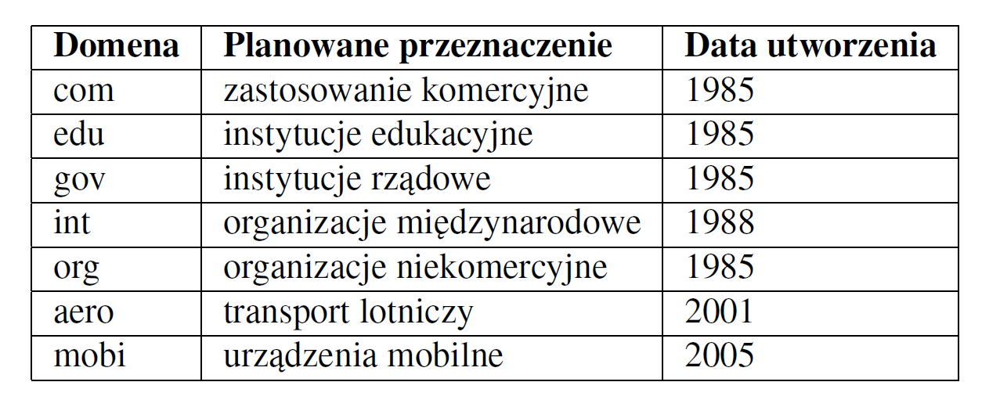 Domena Planowane przeznaczenie Data utworzenia
com zastosowanie komercyjne 1985
edu instytucje edukacyjne 1985
gov instytucje rządowe 1985
int organizacje międzynarodowe 1988
org organizacje niekomercyjne 1985
aero transport lotniczy 2001
mobi urządzenia mobilne 2005